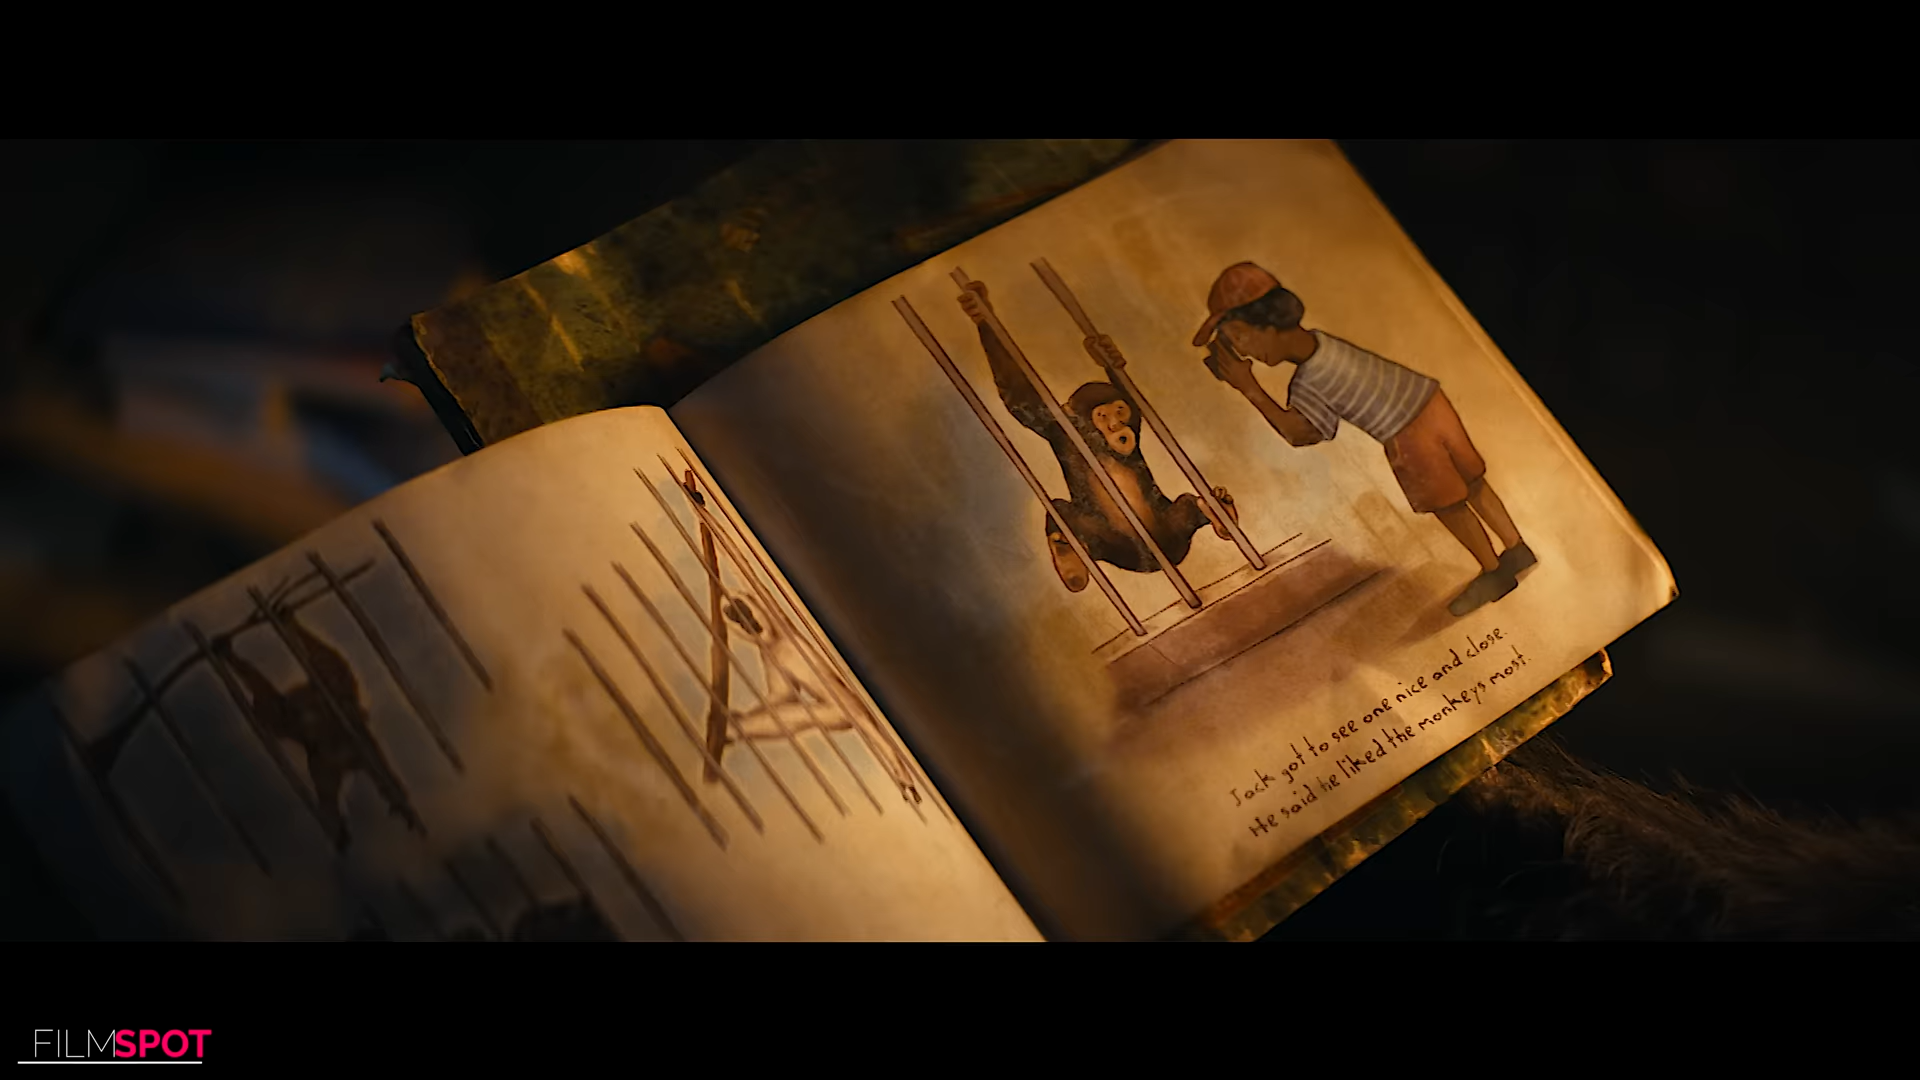 Jack got to see one nice and close.
He said he liked the monkeys most.
FILMSPOT